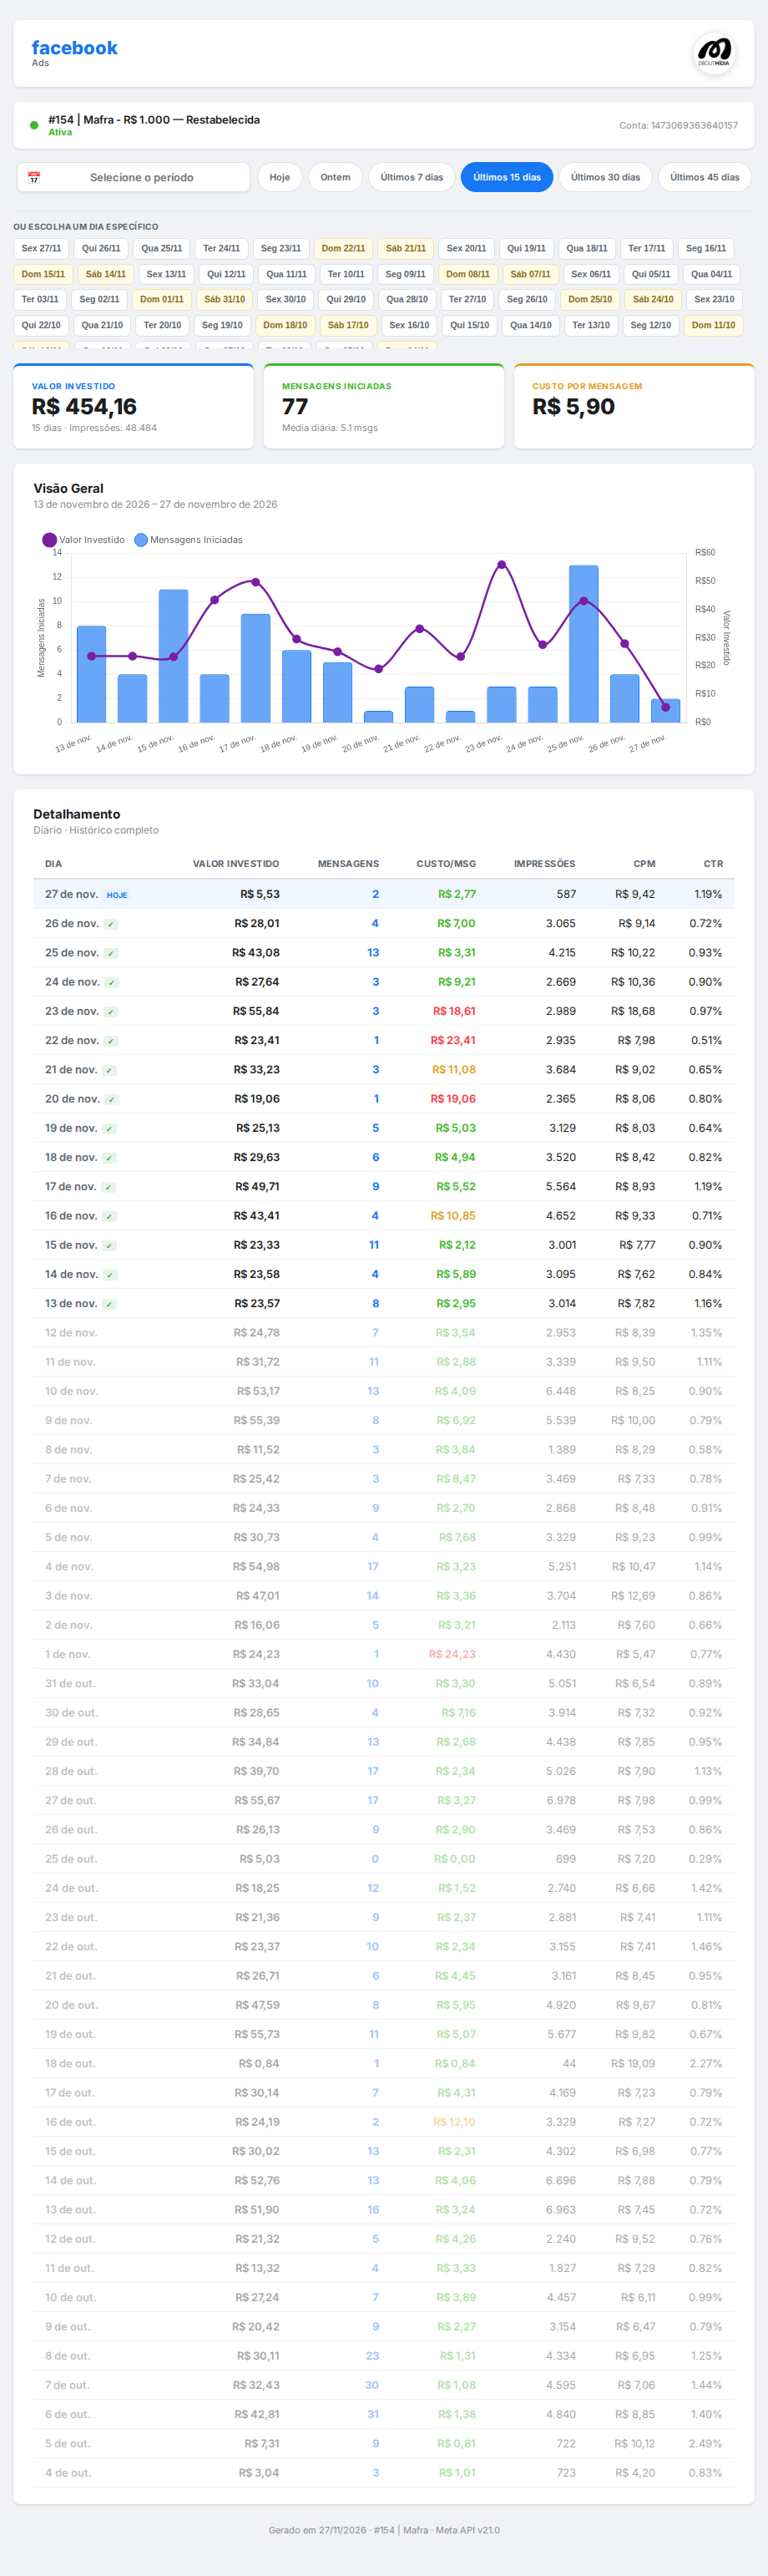 facebook
Ads
DECUTMÍDIA
#154 | Mafra - R$ 1.000 — Restabelecida
Ativa
Conta: 1473069363640157
Selecione o período
Hoje
Ontem
Últimos 7 dias
Últimos 15 dias
Últimos 30 dias
Últimos 45 dias
OU ESCOLHA UM DIA ESPECÍFICO
Sex 27/11 Qui 26/11 Qua 25/11 Ter 24/11 Seg 23/11 Dom 22/11 Sáb 21/11 Sex 20/11 Qui 19/11 Qua 18/11 Ter 17/11 Seg 16/11
Dom 15/11 Sáb 14/11 Sex 13/11 Qui 12/11 Qua 11/11 Ter 10/11 Seg 09/11 Dom 08/11 Sáb 07/11 Sex 06/11 Qui 05/11 Qua 04/11
Ter 03/11 Seg 02/11 Dom 01/11 Sáb 31/10 Sex 30/10 Qui 29/10 Qua 28/10 Ter 27/10 Seg 26/10 Dom 25/10 Sáb 24/10 Sex 23/10
Qui 22/10 Qua 21/10 Ter 20/10 Seg 19/10 Dom 18/10 Sáb 17/10 Sex 16/10 Qui 15/10 Qua 14/10 Ter 13/10 Seg 12/10 Dom 11/10
VALOR INVESTIDO
R$ 454,16
15 dias · Impressões: 48.484
MENSAGENS INICIADAS
77
Média diária: 5.1 msgs
CUSTO POR MENSAGEM
R$ 5,90
Visão Geral
13 de novembro de 2026 – 27 de novembro de 2026
Valor Investido Mensagens Iniciadas
Mensagens Iniciadas
14
12
10
8
6
4
2
0
R$60
R$50
R$40
R$30
R$20
R$10
R$0
Valor Investido
13 de nov. 14 de nov. 15 de nov. 16 de nov. 17 de nov. 18 de nov. 19 de nov. 20 de nov. 21 de nov. 22 de nov. 23 de nov. 24 de nov. 25 de nov. 26 de nov. 27 de nov.
Detalhamento
Diário · Histórico completo
DIA VALOR INVESTIDO MENSAGENS CUSTO/MSG IMPRESSÕES CPM CTR
27 de nov. HOJE R$ 5,53 2 R$ 2,77 587 R$ 9,42 1.19%
26 de nov. ✓ R$ 28,01 4 R$ 7,00 3.065 R$ 9,14 0.72%
25 de nov. ✓ R$ 43,08 13 R$ 3,31 4.215 R$ 10,22 0.93%
24 de nov. ✓ R$ 27,64 3 R$ 9,21 2.669 R$ 10,36 0.90%
23 de nov. ✓ R$ 55,84 3 R$ 18,61 2.989 R$ 18,68 0.97%
22 de nov. ✓ R$ 23,41 1 R$ 23,41 2.935 R$ 7,98 0.51%
21 de nov. ✓ R$ 33,23 3 R$ 11,08 3.684 R$ 9,02 0.65%
20 de nov. ✓ R$ 19,06 1 R$ 19,06 2.365 R$ 8,06 0.80%
19 de nov. ✓ R$ 25,13 5 R$ 5,03 3.129 R$ 8,03 0.64%
18 de nov. ✓ R$ 29,63 6 R$ 4,94 3.520 R$ 8,42 0.82%
17 de nov. ✓ R$ 49,71 9 R$ 5,52 5.564 R$ 8,93 1.19%
16 de nov. ✓ R$ 43,41 4 R$ 10,85 4.652 R$ 9,33 0.71%
15 de nov. ✓ R$ 23,33 11 R$ 2,12 3.001 R$ 7,77 0.90%
14 de nov. ✓ R$ 23,58 4 R$ 5,89 3.095 R$ 7,62 0.84%
13 de nov. ✓ R$ 23,57 8 R$ 2,95 3.014 R$ 7,82 1.16%
12 de nov. R$ 24,78 7 R$ 3,54 2.953 R$ 8,39 1.35%
11 de nov. R$ 31,72 11 R$ 2,88 3.339 R$ 9,50 1.11%
10 de nov. R$ 53,17 13 R$ 4,09 6.448 R$ 8,25 0.90%
9 de nov. R$ 55,39 8 R$ 6,92 5.539 R$ 10,00 0.79%
8 de nov. R$ 11,52 3 R$ 3,84 1.389 R$ 8,29 0.58%
7 de nov. R$ 25,42 3 R$ 8,47 3.469 R$ 7,33 0.78%
6 de nov. R$ 24,33 9 R$ 2,70 2.868 R$ 8,48 0.91%
5 de nov. R$ 30,73 4 R$ 7,68 3.329 R$ 9,23 0.99%
4 de nov. R$ 54,98 17 R$ 3,23 5.251 R$ 10,47 1.14%
3 de nov. R$ 47,01 14 R$ 3,36 3.704 R$ 12,69 0.86%
2 de nov. R$ 16,06 5 R$ 3,21 2.113 R$ 7,60 0.66%
1 de nov. R$ 24,23 1 R$ 24,23 4.430 R$ 5,47 0.77%
31 de out. R$ 33,04 10 R$ 3,30 5.051 R$ 6,54 0.89%
30 de out. R$ 28,65 4 R$ 7,16 3.914 R$ 7,32 0.92%
29 de out. R$ 34,84 13 R$ 2,68 4.438 R$ 7,85 0.95%
28 de out. R$ 39,70 17 R$ 2,34 5.026 R$ 7,90 1.13%
27 de out. R$ 55,67 17 R$ 3,27 6.978 R$ 7,98 0.99%
26 de out. R$ 26,13 9 R$ 2,90 3.469 R$ 7,53 0.86%
25 de out. R$ 5,03 0 R$ 0,00 699 R$ 7,20 0.29%
24 de out. R$ 18,25 12 R$ 1,52 2.740 R$ 6,66 1.42%
23 de out. R$ 21,36 9 R$ 2,37 2.881 R$ 7,41 1.11%
22 de out. R$ 23,37 10 R$ 2,34 3.155 R$ 7,41 1.46%
21 de out. R$ 26,71 6 R$ 4,45 3.161 R$ 8,45 0.95%
20 de out. R$ 47,59 8 R$ 5,95 4.920 R$ 9,67 0.81%
19 de out. R$ 55,73 11 R$ 5,07 5.677 R$ 9,82 0.67%
18 de out. R$ 0,84 1 R$ 0,84 44 R$ 19,09 2.27%
17 de out. R$ 30,14 7 R$ 4,31 4.169 R$ 7,23 0.79%
16 de out. R$ 24,19 2 R$ 12,10 3.329 R$ 7,27 0.72%
15 de out. R$ 30,02 13 R$ 2,31 4.302 R$ 6,98 0.77%
14 de out. R$ 52,76 13 R$ 4,06 6.696 R$ 7,88 0.79%
13 de out. R$ 51,90 16 R$ 3,24 6.963 R$ 7,45 0.72%
12 de out. R$ 21,32 5 R$ 4,26 2.240 R$ 9,52 0.76%
11 de out. R$ 13,32 4 R$ 3,33 1.827 R$ 7,29 0.82%
10 de out. R$ 27,24 7 R$ 3,89 4.457 R$ 6,11 0.99%
9 de out. R$ 20,42 9 R$ 2,27 3.154 R$ 6,47 0.79%
8 de out. R$ 30,11 23 R$ 1,31 4.334 R$ 6,95 1.25%
7 de out. R$ 32,43 30 R$ 1,08 4.595 R$ 7,06 1.44%
6 de out. R$ 42,81 31 R$ 1,38 4.840 R$ 8,85 1.40%
5 de out. R$ 7,31 9 R$ 0,81 722 R$ 10,12 2.49%
4 de out. R$ 3,04 3 R$ 1,01 723 R$ 4,20 0.83%
Gerado em 27/11/2026 · #154 | Mafra · Meta API v21.0